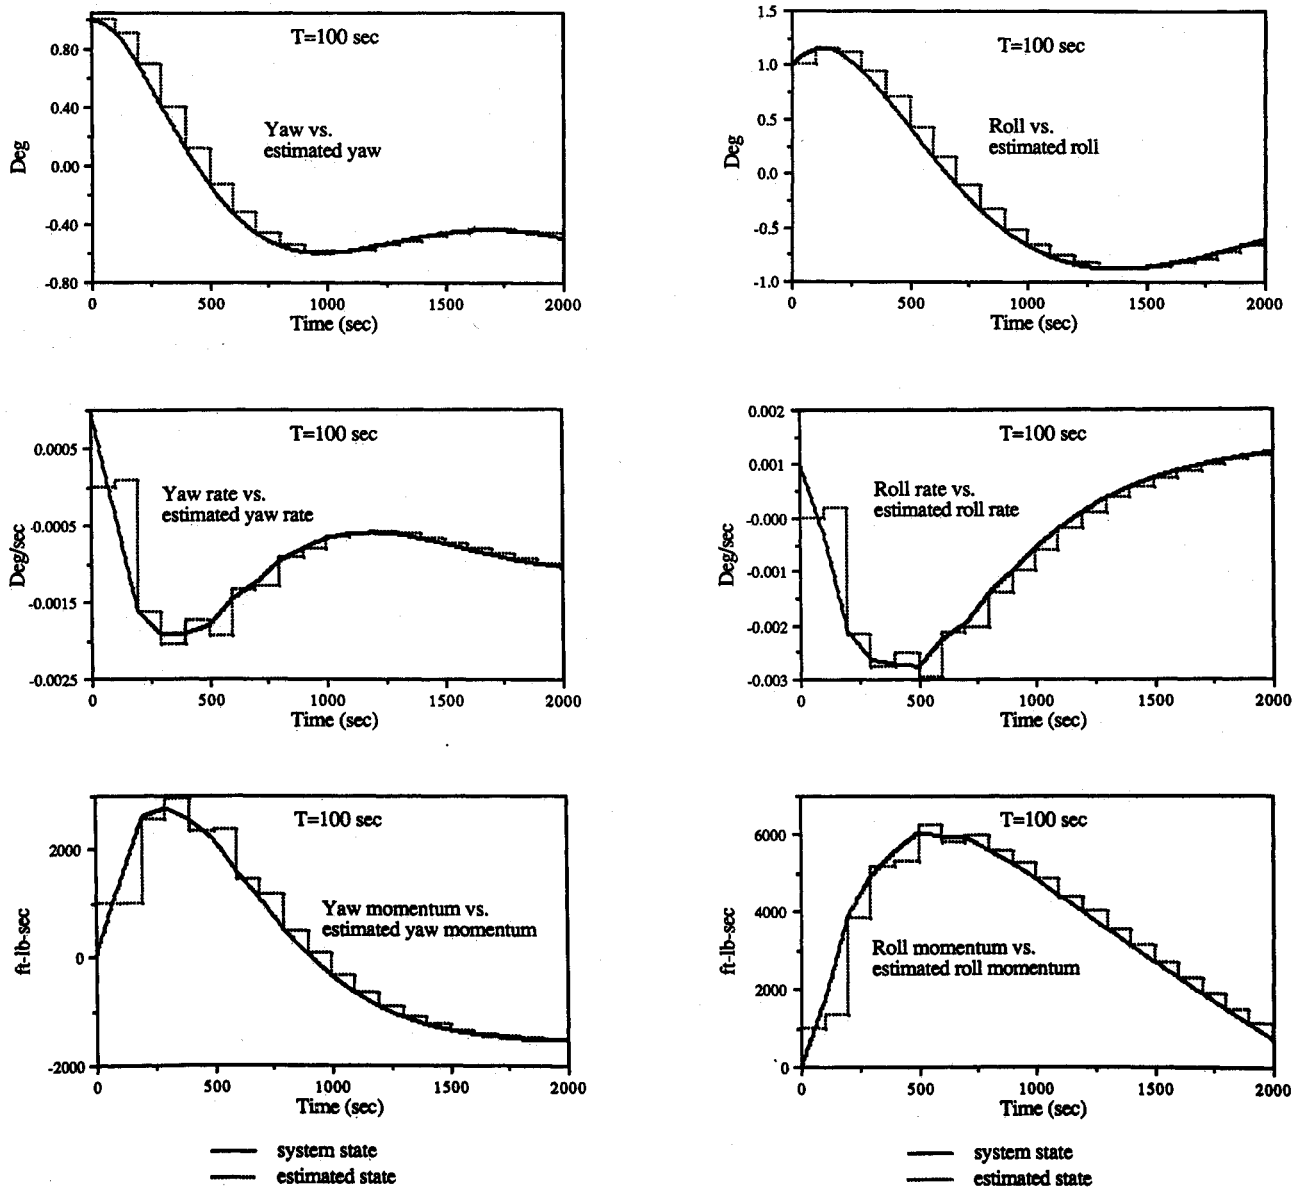 T=100 sec
0.80
0.40
0.00
-0.40
-0.80
Deg
Yaw vs.
estimated yaw
0
500
1000
1500
2000
Time (sec)
T=100 sec
1.5
1.0
0.5
0.0
-0.5
-1.0
Deg
Roll vs.
estimated roll
0
500
1000
1500
2000
Time (sec)
T=100 sec
0.0005
-0.0005
-0.0015
-0.0025
Deg/sec
Yaw rate vs.
estimated yaw rate
0
500
1000
1500
2000
Time (sec)
T=100 sec
0.002
0.001
-0.000
-0.001
-0.002
-0.003
Deg/sec
Roll rate vs.
estimated roll rate
0
500
1000
1500
2000
Time (sec)
T=100 sec
2000
0
-2000
ft-lb-sec
Yaw momentum vs.
estimated yaw momentum
0
500
1000
1500
2000
Time (sec)
system state
estimated state
T=100 sec
6000
4000
2000
0
ft-lb-sec
Roll momentum vs.
estimated roll momentum
0
500
1000
1500
2000
Time (sec)
system state
estimated state